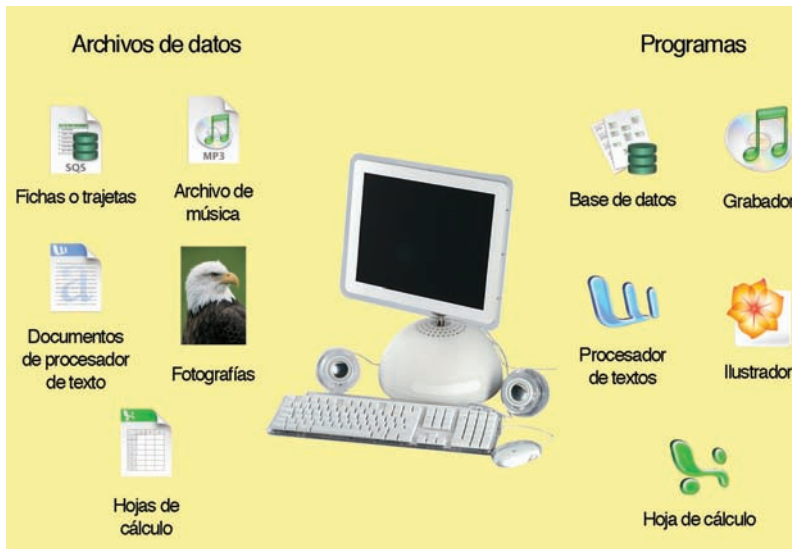 Archivos de datos
Programas
SQS
Fichas o trajetas
MP3
Archivo de
música
Base de datos
Grabador
Documentos
de procesador
de texto
Fotografías
Procesador
de textos
Ilustrador
Hojas de
cálculo
Hoja de cálculo